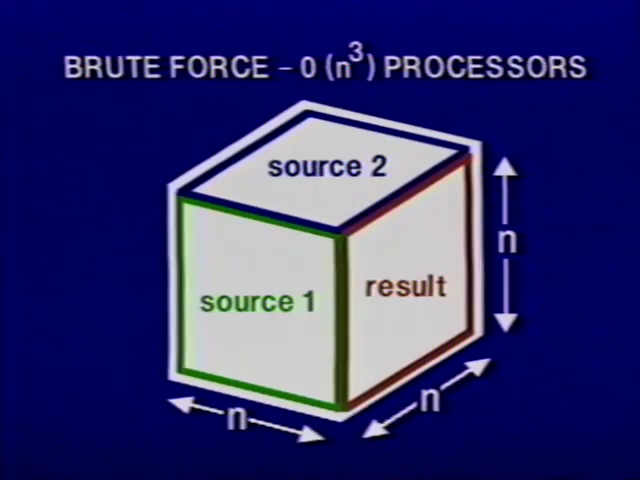 BRUTE FORCE – 0 (n³) PROCESSORS
source 2
source 1
result
n
n
n